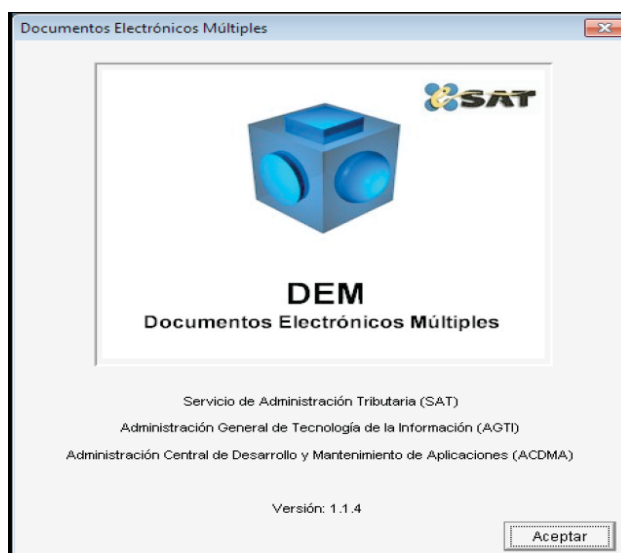 Documentos Electrónicos Múltiples
eSAT
DEM
Documentos Electrónicos Múltiples
Servicio de Administración Tributaria (SAT)
Administración General de Tecnología de la Información (AGTI)
Administración Central de Desarrollo y Mantenimiento de Aplicaciones (ACDMA)
Versión: 1.1.4
Aceptar